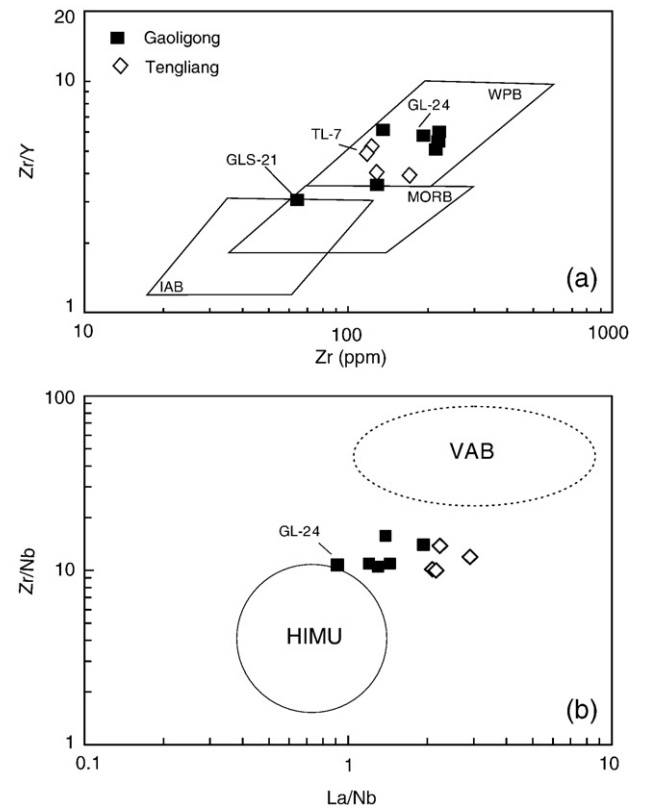 20
Gaoligong
Tengliang
10
WPB
GL-24
TL-7
GLS-21
MORB
IAB
(a)
Zr/Y
1
10
100
1000
Zr (ppm)
100
VAB
GL-24
10
HIMU
(b)
Zr/Nb
1
0.1
1
10
La/Nb